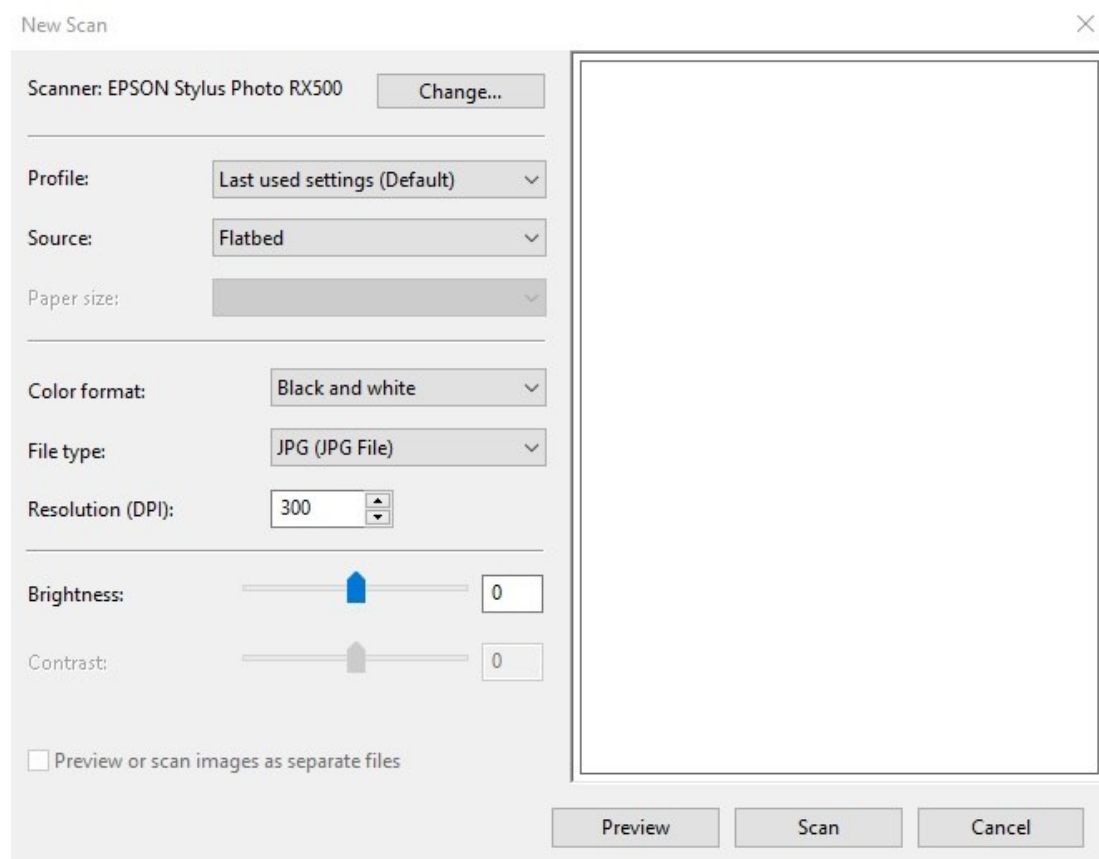 New Scan
Scanner: EPSON Stylus Photo RX500 Change...
Profile: Last used settings (Default)
Source: Flatbed
Paper size:
Color format: Black and white
File type: JPG (JPG File)
Resolution (DPI): 300
Brightness: 0
Contrast: 0
Preview or scan images as separate files
Preview Scan Cancel